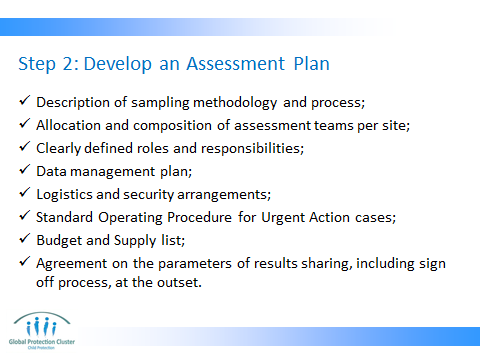 Step 2: Develop an Assessment Plan
✓ Description of sampling methodology and process;
✓ Allocation and composition of assessment teams per site;
✓ Clearly defined roles and responsibilities;
✓ Data management plan;
✓ Logistics and security arrangements;
✓ Standard Operating Procedure for Urgent Action cases;
✓ Budget and Supply list;
✓ Agreement on the parameters of results sharing, including sign
off process, at the outset.
Global Protection Cluster
Child Protection